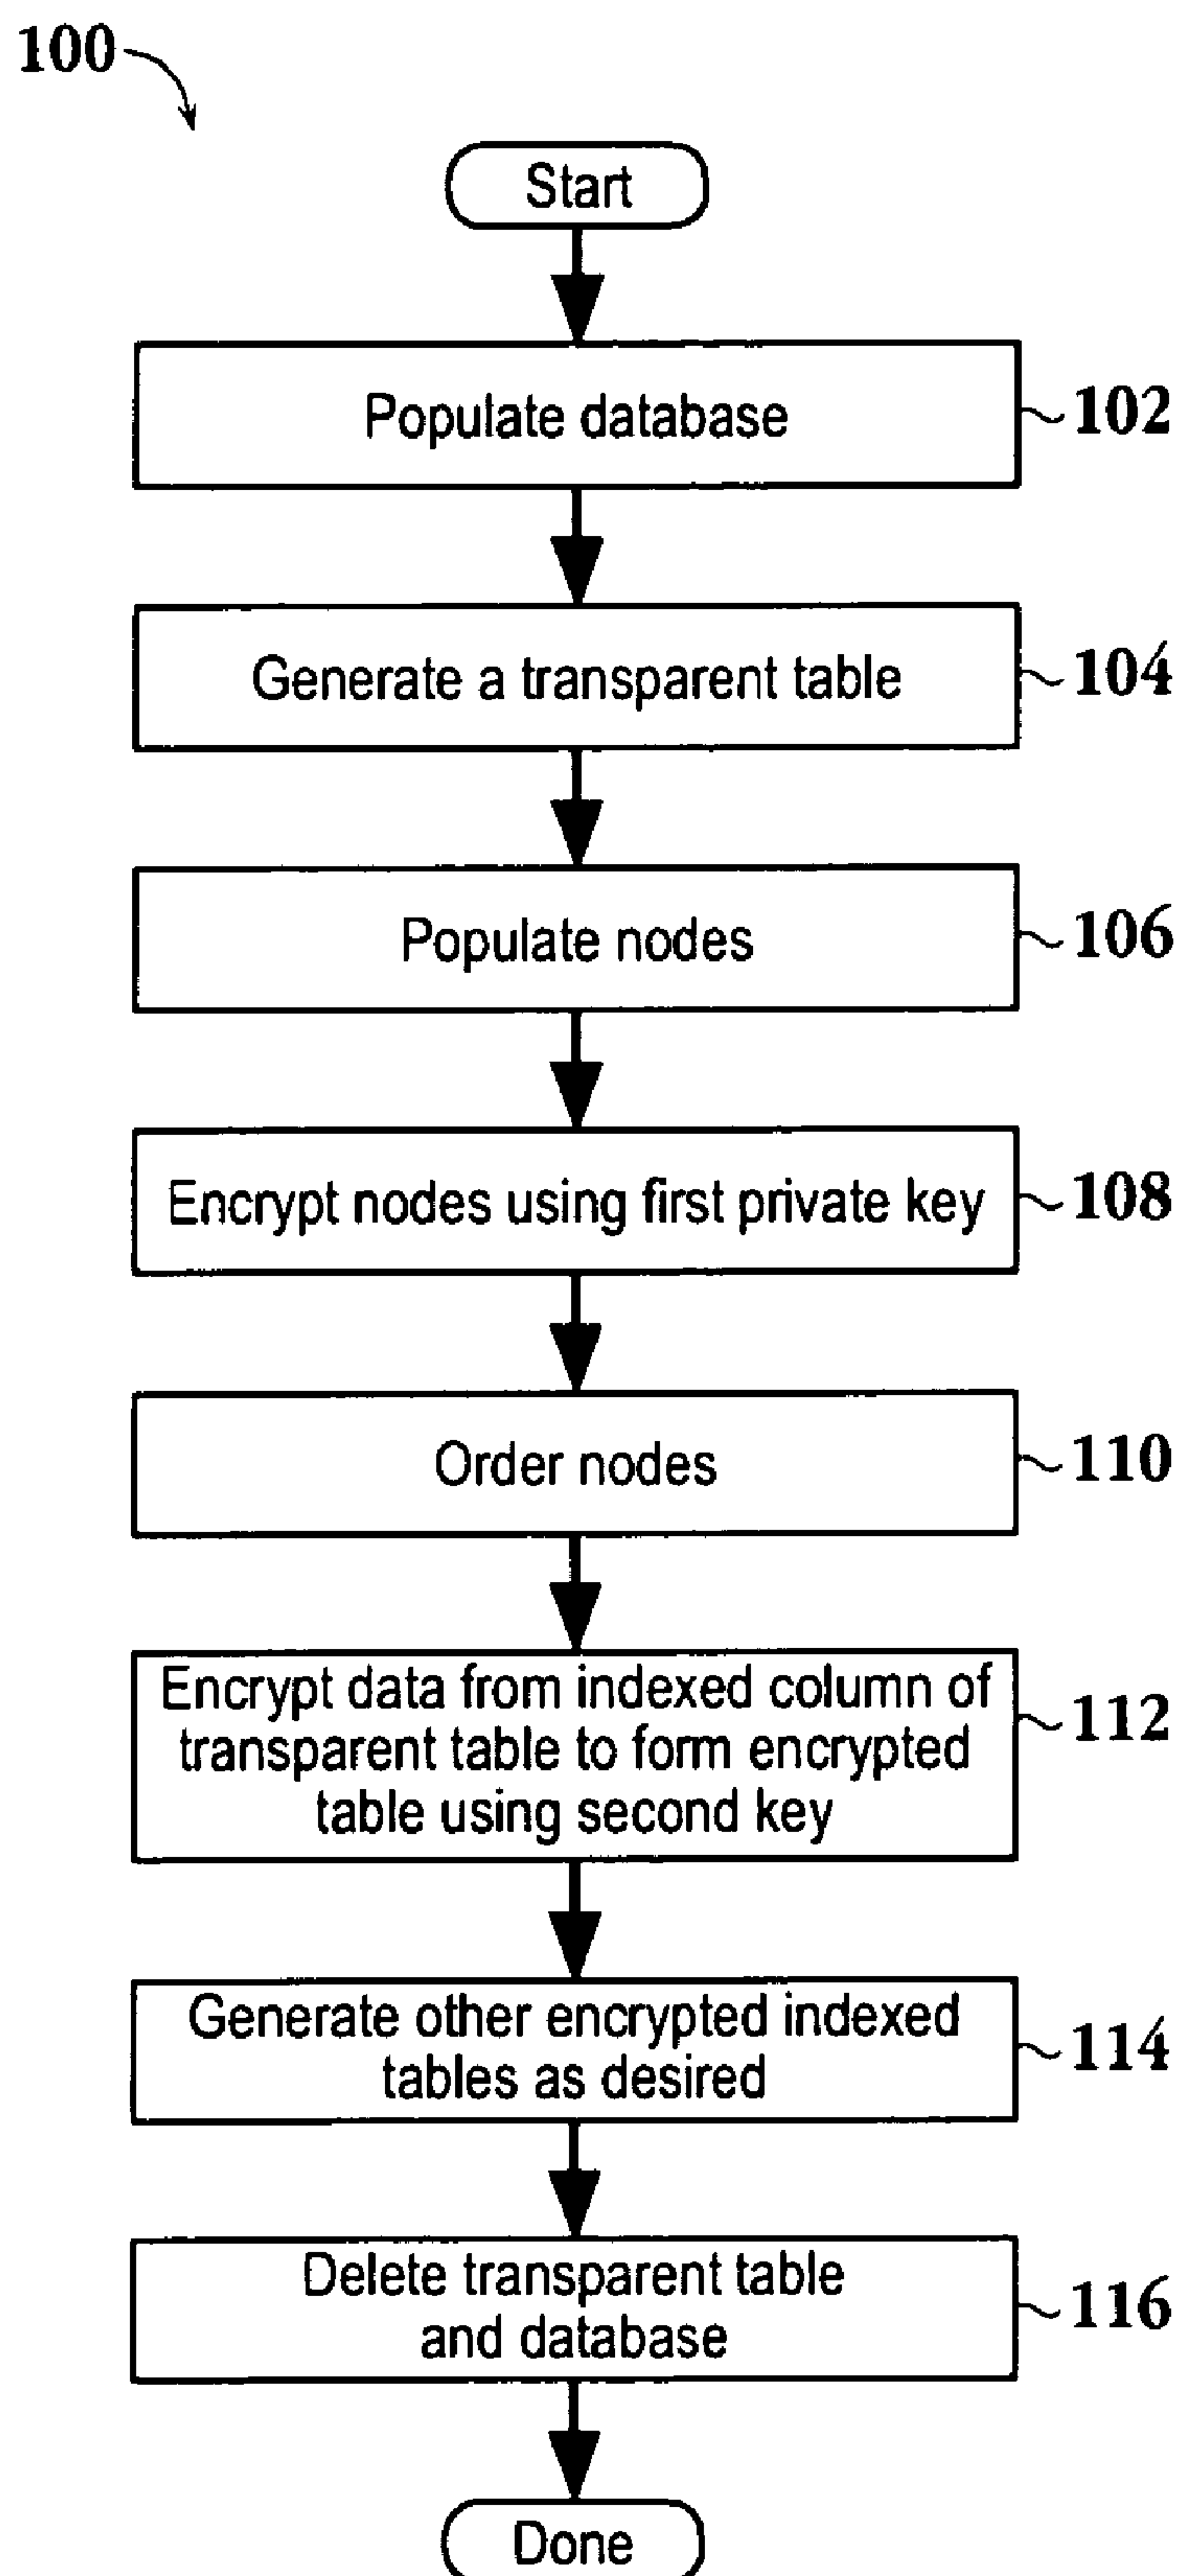 100
Start
Populate database
102
Generate a transparent table
104
Populate nodes
106
Encrypt nodes using first private key
108
Order nodes
110
Encrypt data from indexed column of
transparent table to form encrypted
table using second key
112
Generate other encrypted indexed
tables as desired
114
Delete transparent table
and database
116
Done